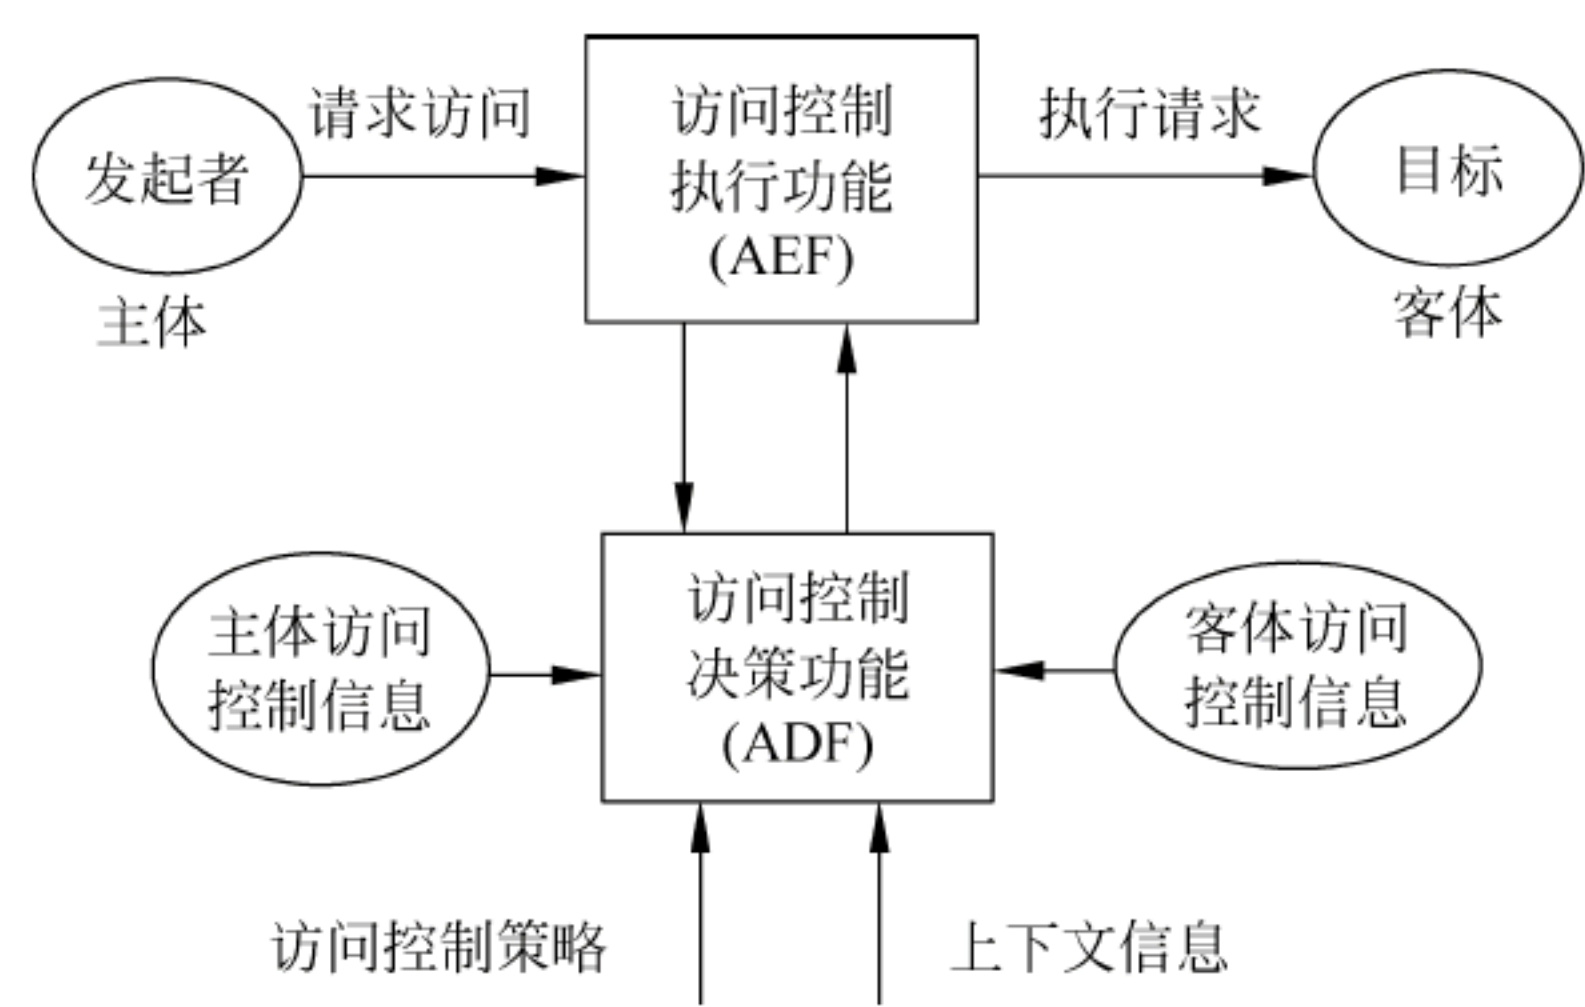 请求访问
访问控制
执行功能
(AEF)
执行请求
发起者
目标
主体
客体
主体访问
控制信息
访问控制
决策功能
(ADF)
客体访问
控制信息
访问控制策略
上下文信息